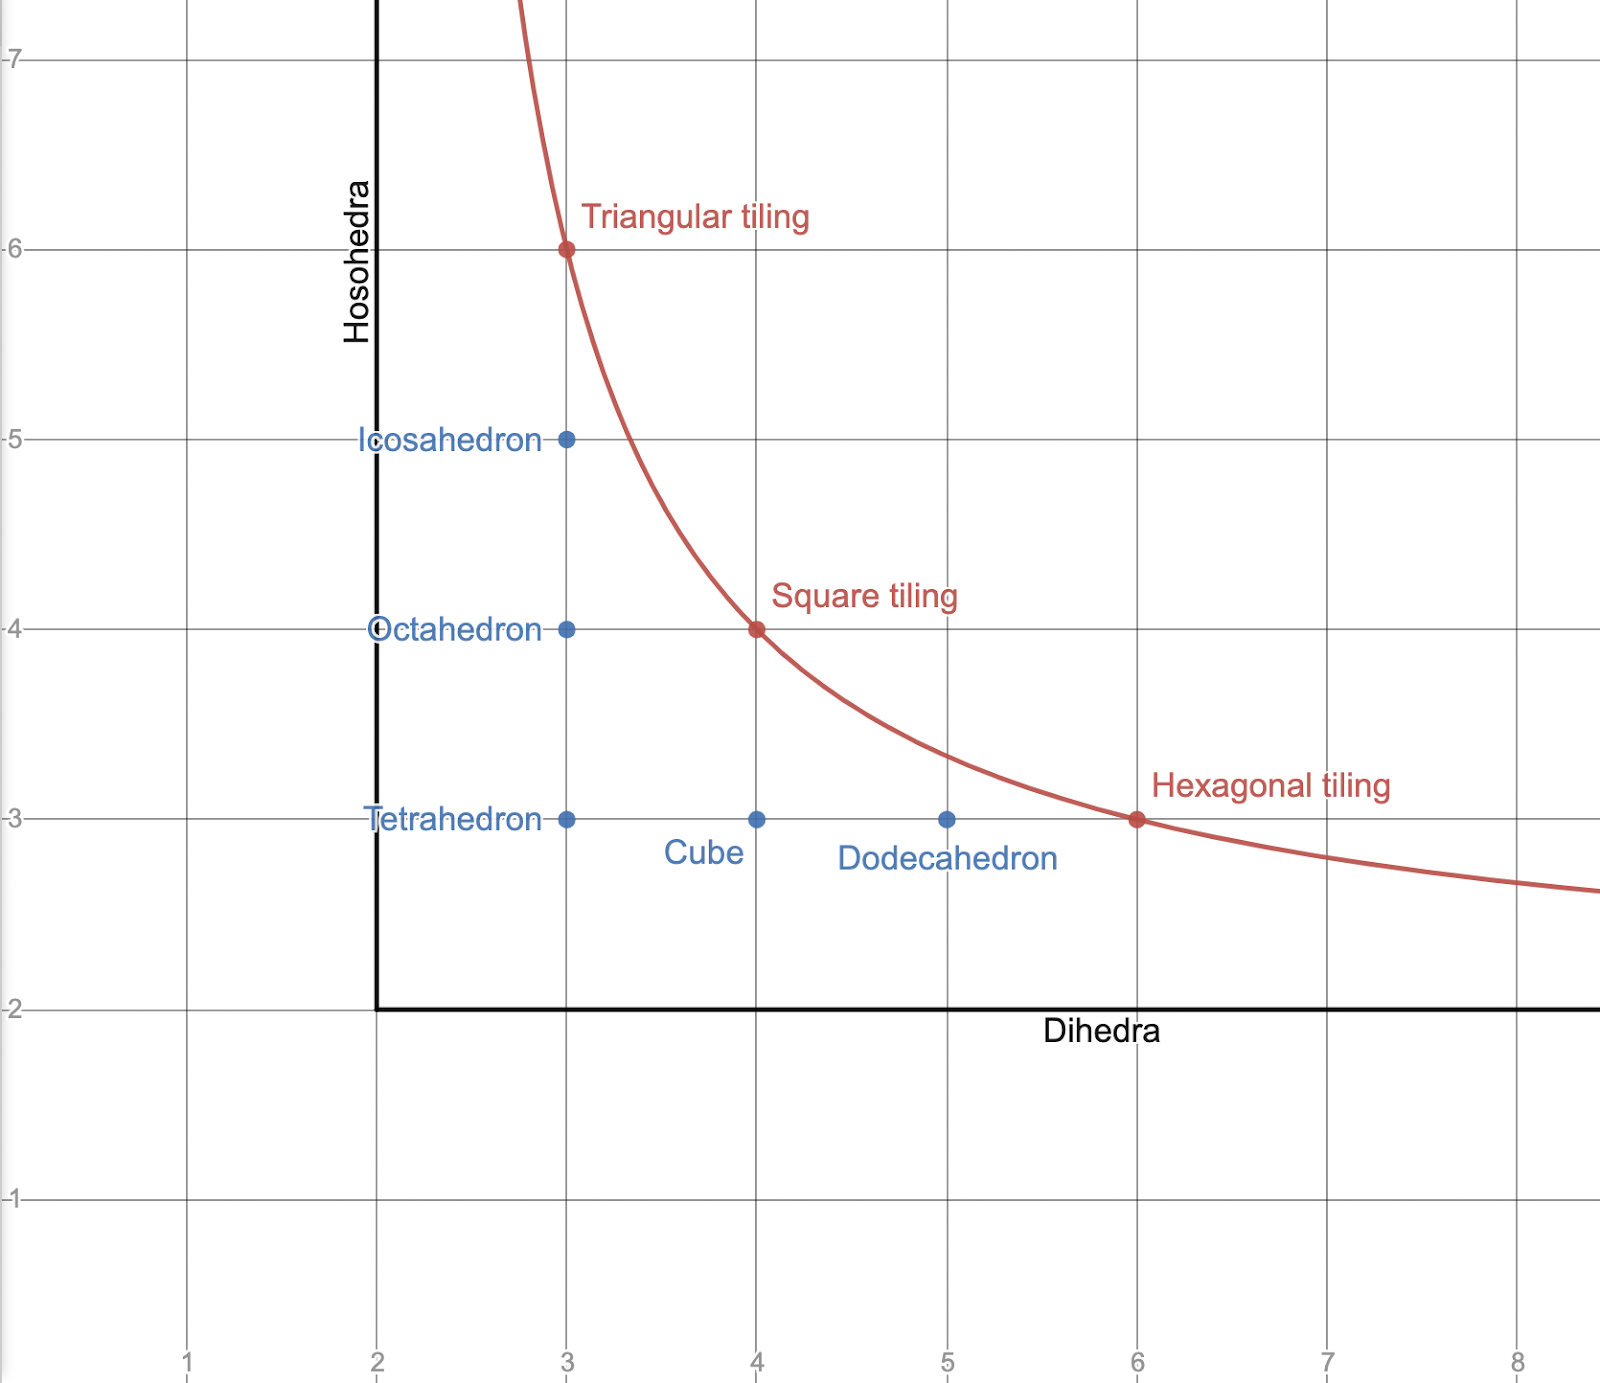 7
Hosohedra
Triangular tiling
6
Icosahedron
5
Square tiling
Octahedron
4
Hexagonal tiling
Tetrahedron
3
Cube
Dodecahedron
2
Dihedra
1
1 2 3 4 5 6 7 8